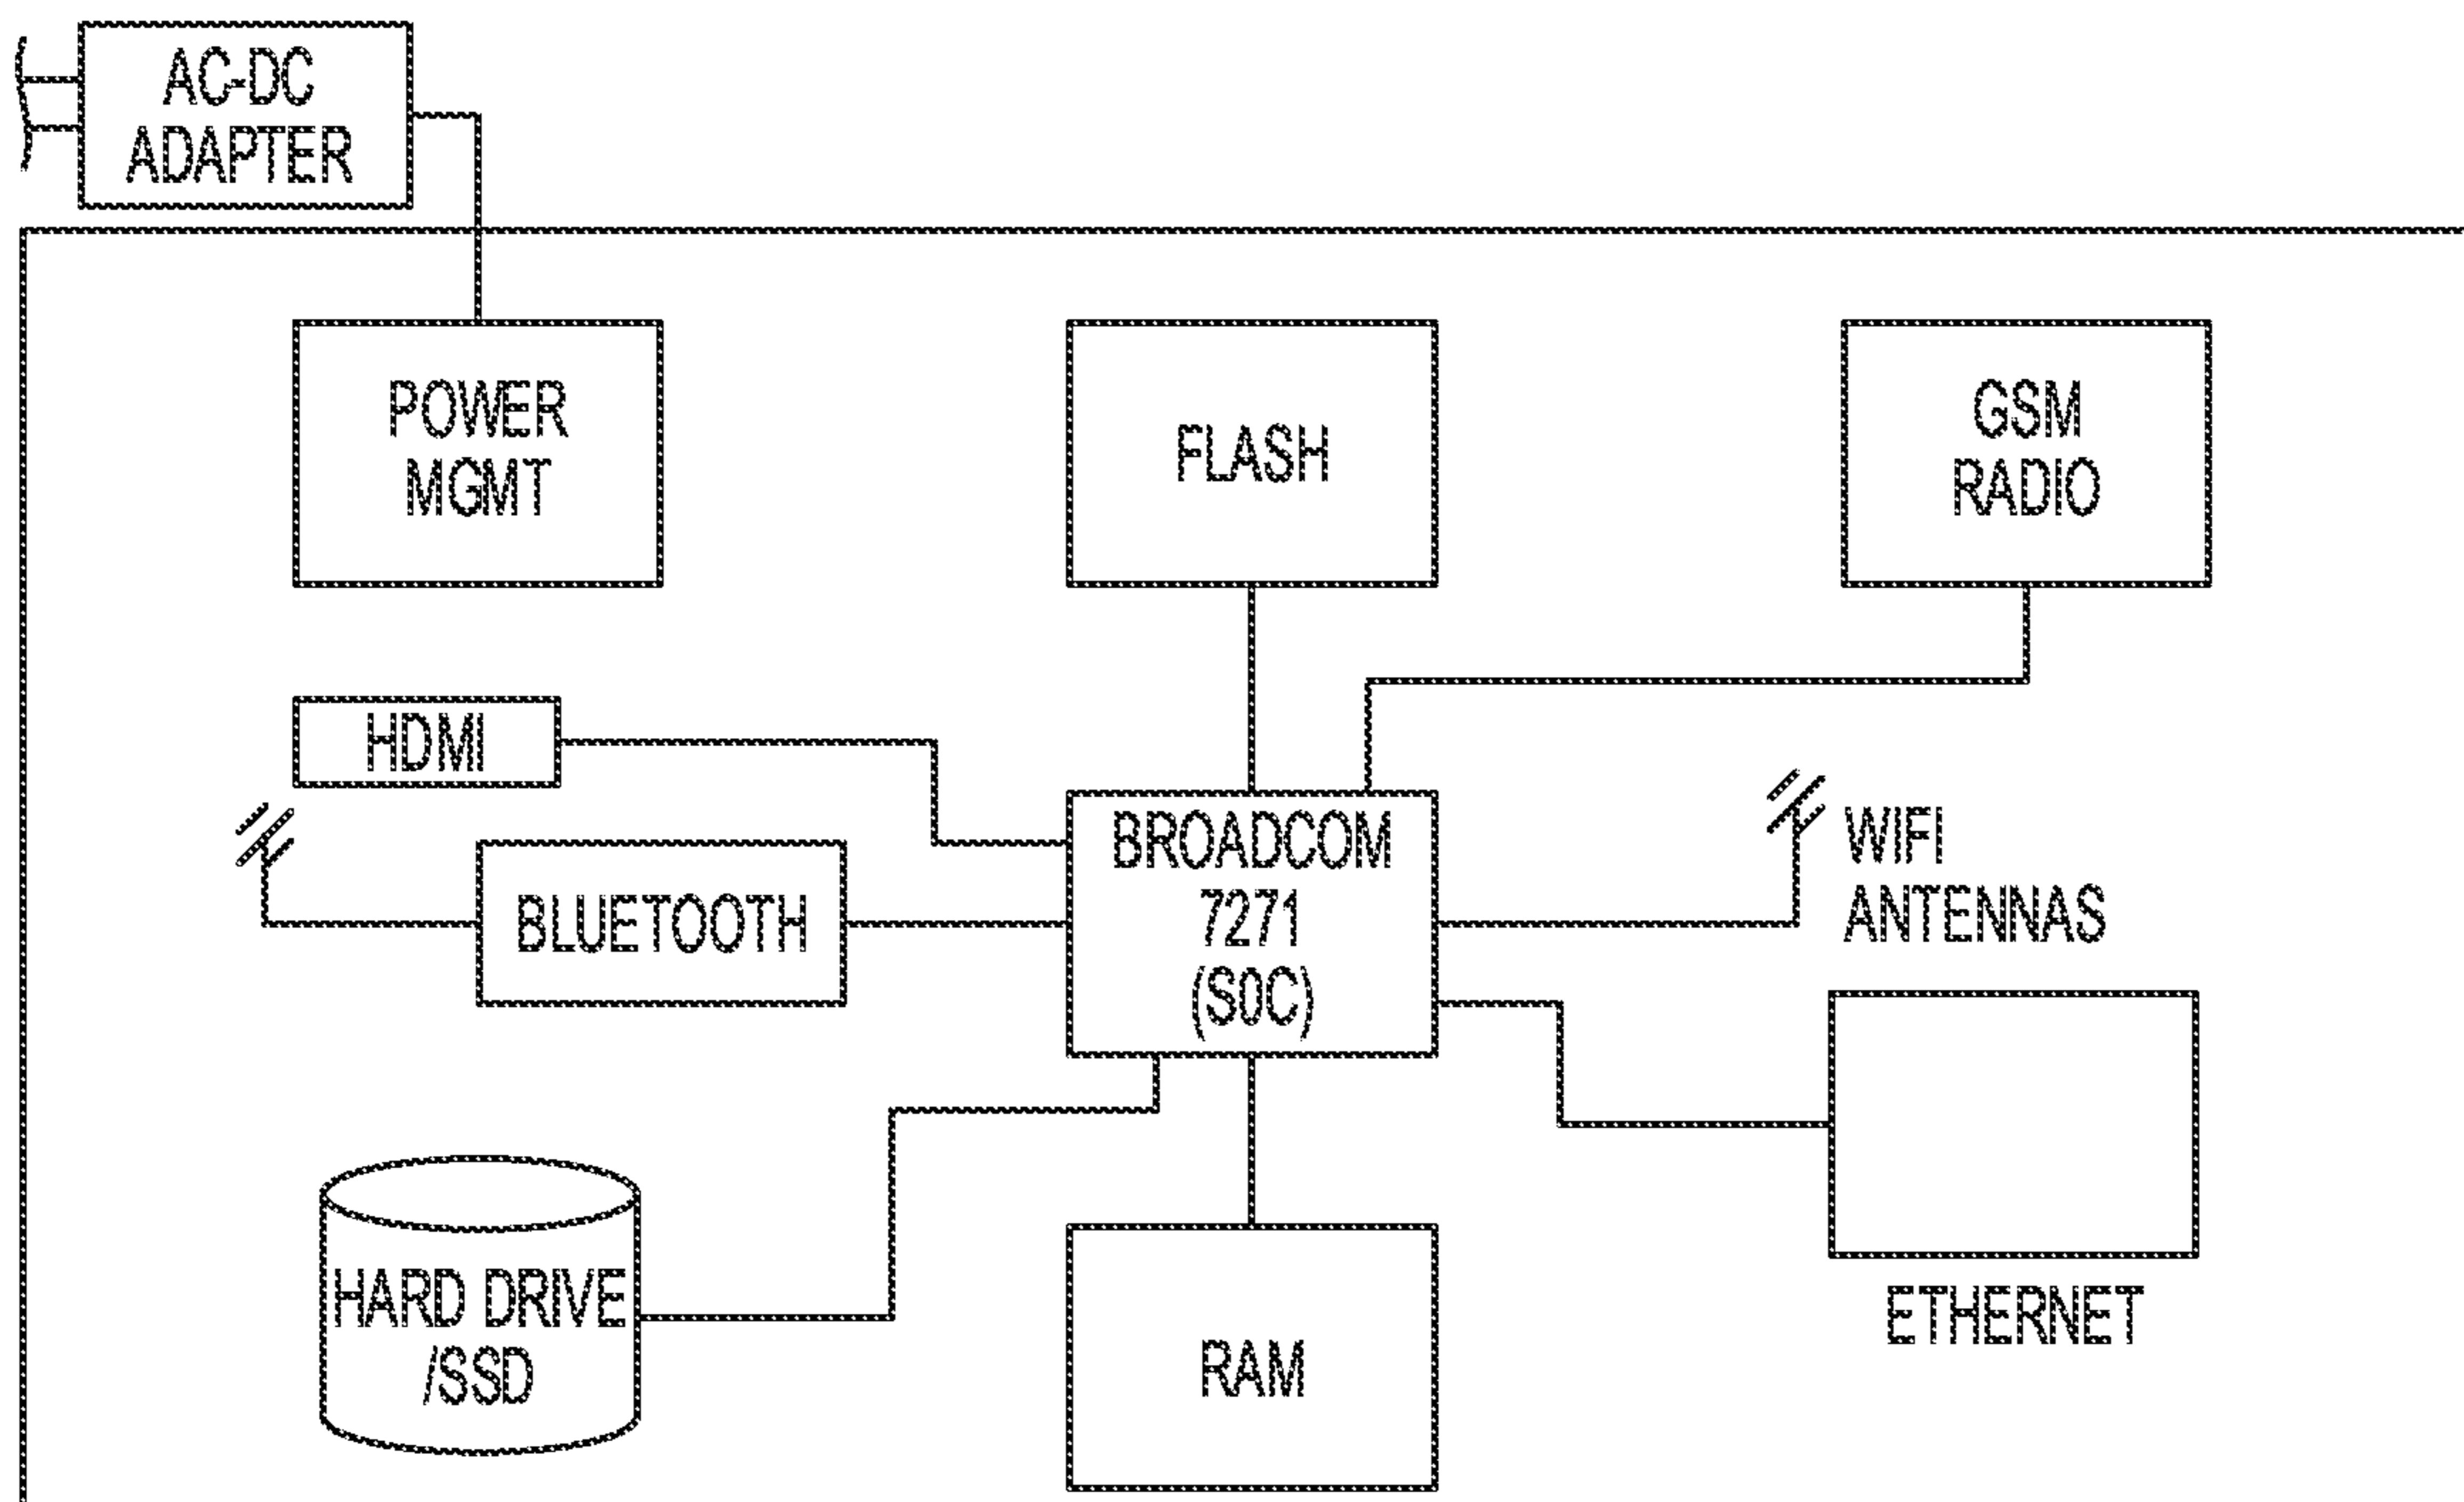 AC-DC
ADAPTER
POWER
MGMT
FLASH
GSM
RADIO
HDMI
BLUETOOTH
BROADCOM
7271
(S0C)
WIFI
ANTENNAS
HARD DRIVE
/SSD
RAM
ETHERNET